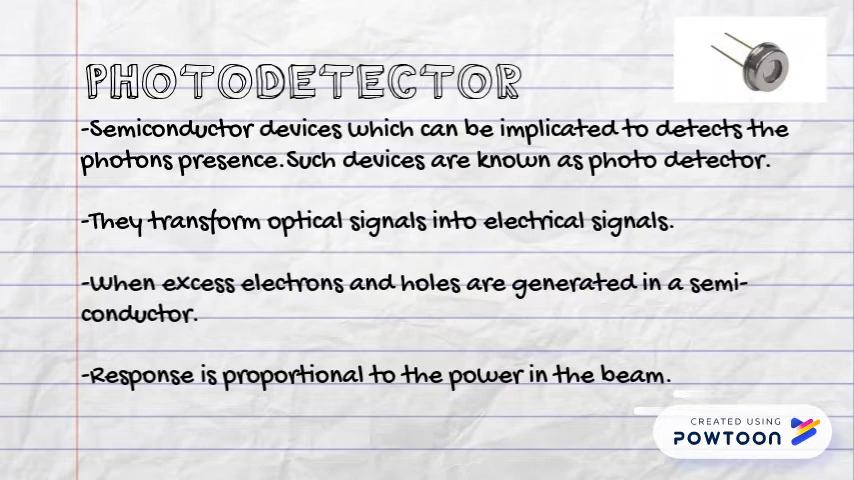 PHOTODETECTOR
-Semiconductor devices which can be implicated to detects the
photons presence.Such devices are known as photo detector.
-They transform optical signals into electrical signals.
-When excess electrons and holes are generated in a semi-
conductor.
-Response is proportional to the power in the beam.
CREATED USING
POWTOON